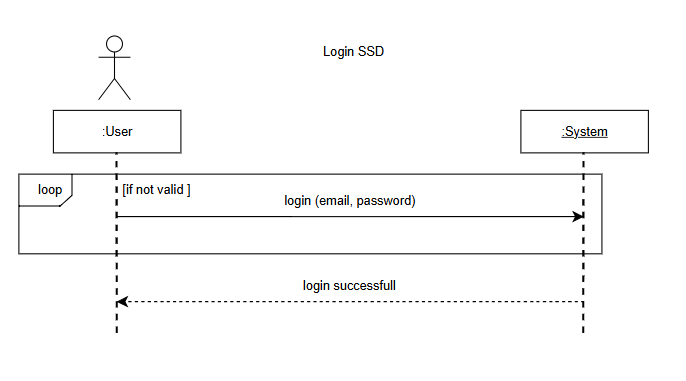 Login SSD
:User
:System
loop
[if not valid ]
login (email, password)
login successfull